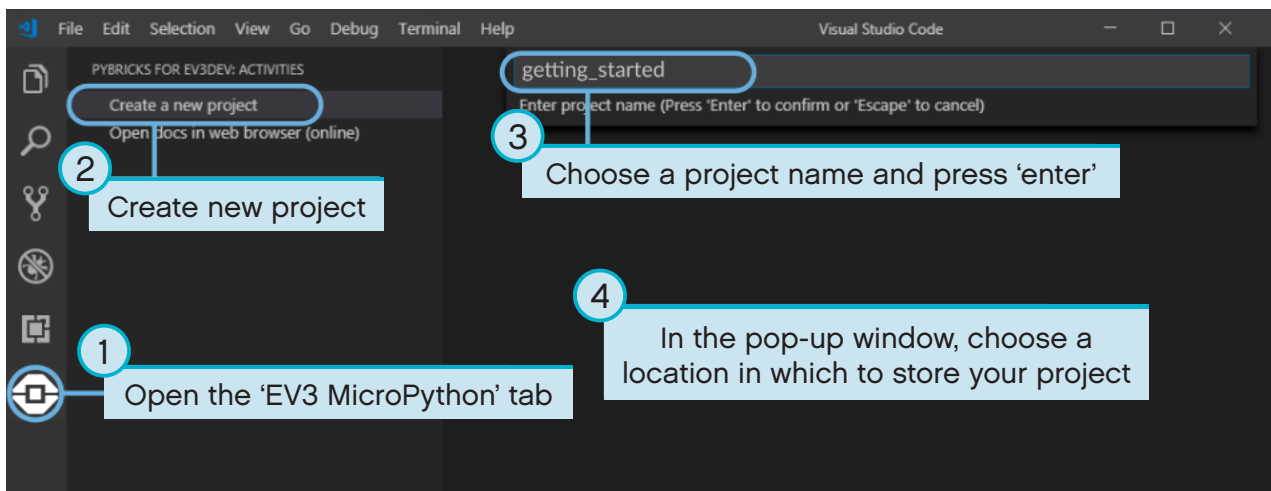 File Edit Selection View Go Debug Terminal Help Visual Studio Code
PYBRICKS FOR EV3DEV: ACTIVITIES
Create a new project
Open docs in web browser (online)
getting_started
Enter project name (Press 'Enter' to confirm or 'Escape' to cancel)
3
Choose a project name and press ‘enter’
2
Create new project
4
In the pop-up window, choose a
location in which to store your project
1
Open the ‘EV3 MicroPython’ tab